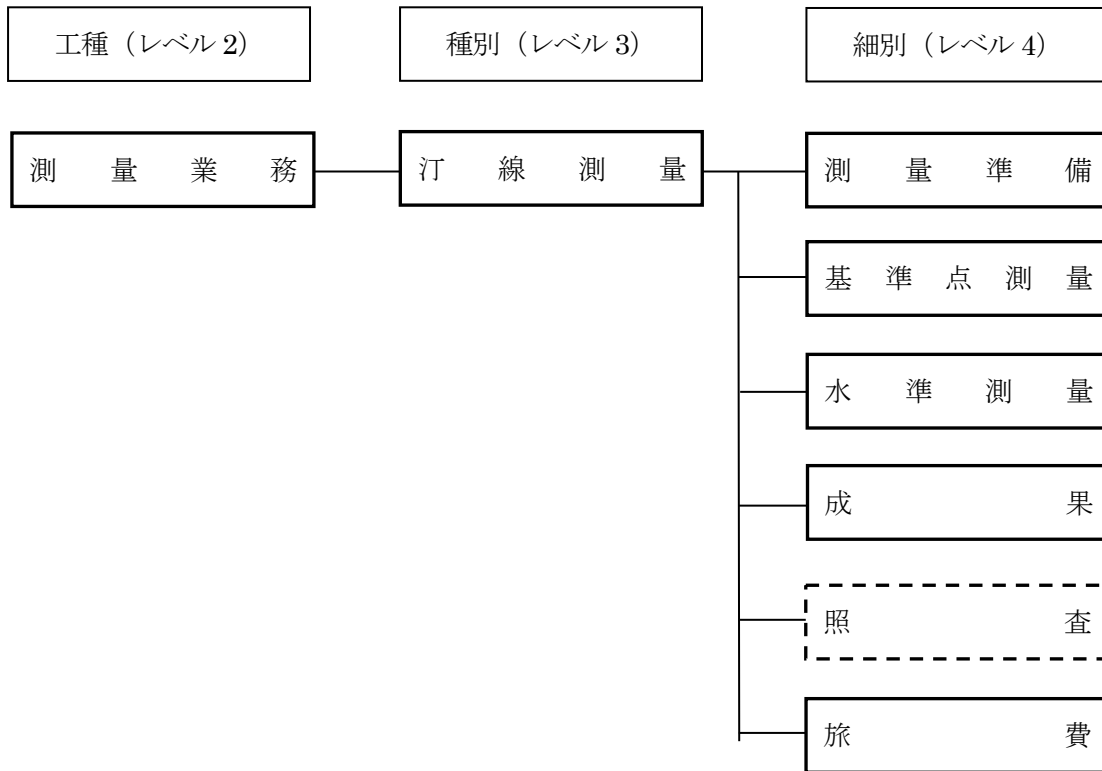 工種（レベル 2） 種別（レベル 3） 細別（レベル 4）
測量業務 汀線測量 測量準備
基準点測量
水準測量
成果
照査
旅費